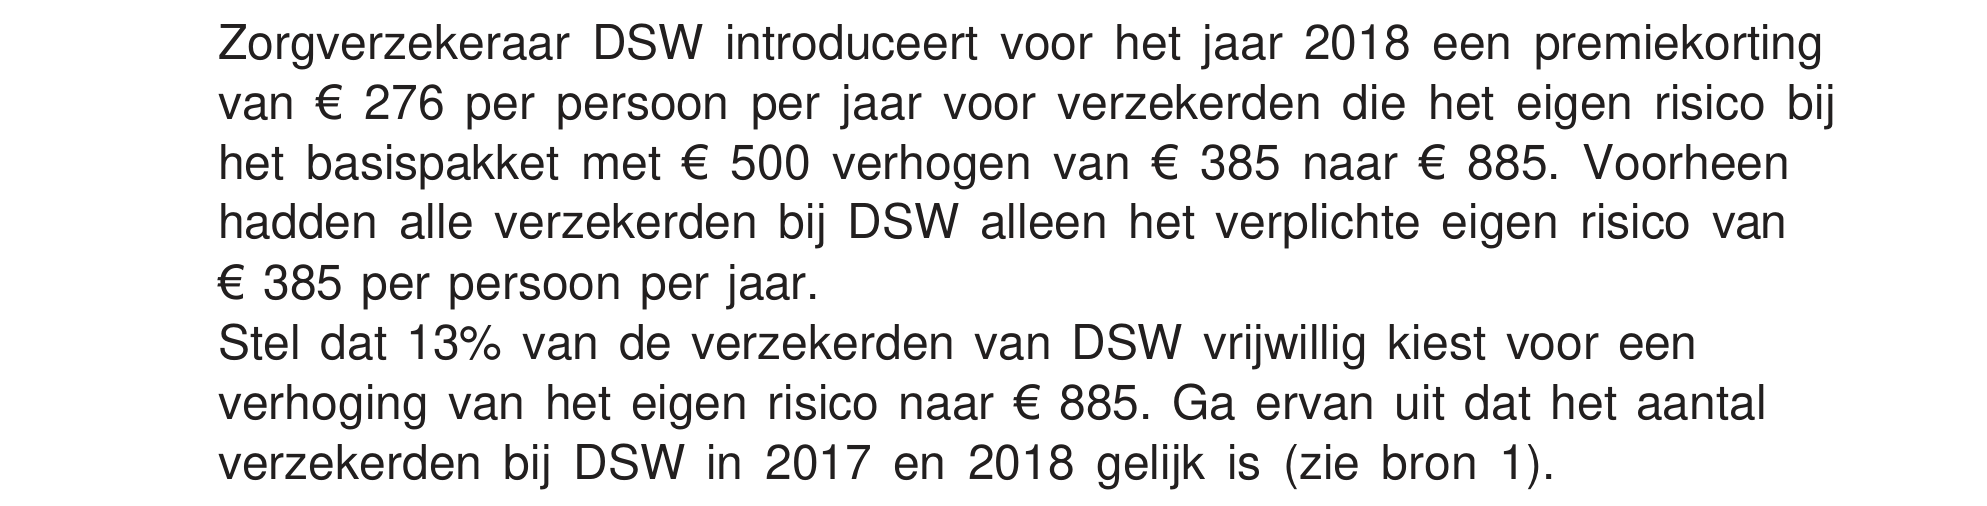 Zorgverzekeraar DSW introduceert voor het jaar 2018 een premiekorting
van € 276 per persoon per jaar voor verzekerden die het eigen risico bij
het basispakket met € 500 verhogen van € 385 naar € 885. Voorheen
hadden alle verzekerden bij DSW alleen het verplichte eigen risico van
€ 385 per persoon per jaar.
Stel dat 13% van de verzekerden van DSW vrijwillig kiest voor een
verhoging van het eigen risico naar € 885. Ga ervan uit dat het aantal
verzekerden bij DSW in 2017 en 2018 gelijk is (zie bron 1).